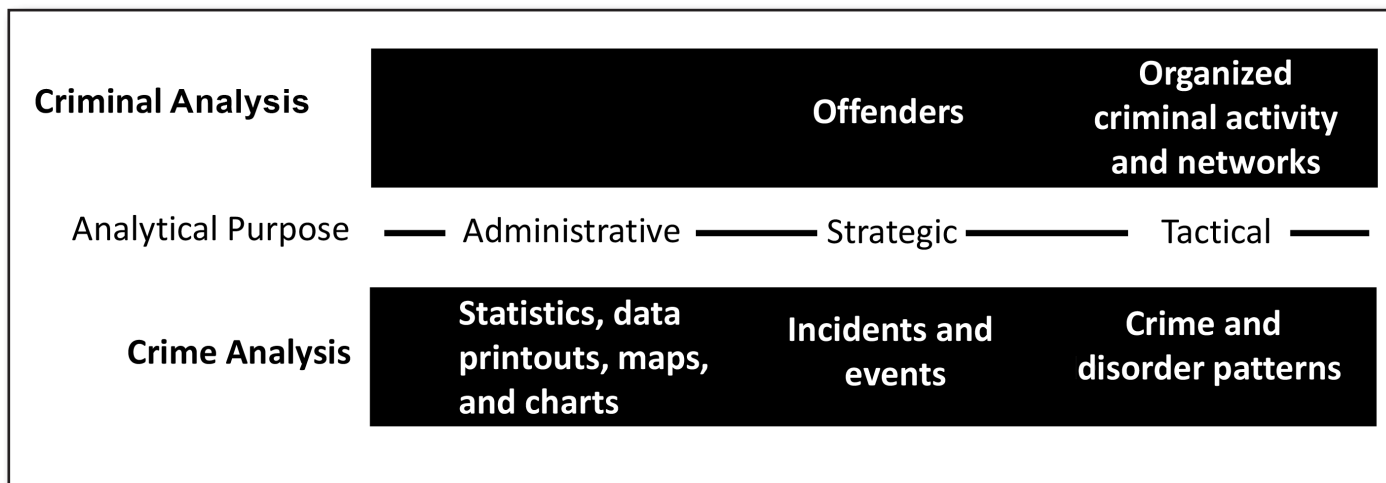 Criminal Analysis
Offenders
Organized
criminal activity
and networks
Analytical Purpose
Administrative
Strategic
Tactical
Crime Analysis
Statistics, data
printouts, maps,
and charts
Incidents and
events
Crime and
disorder patterns